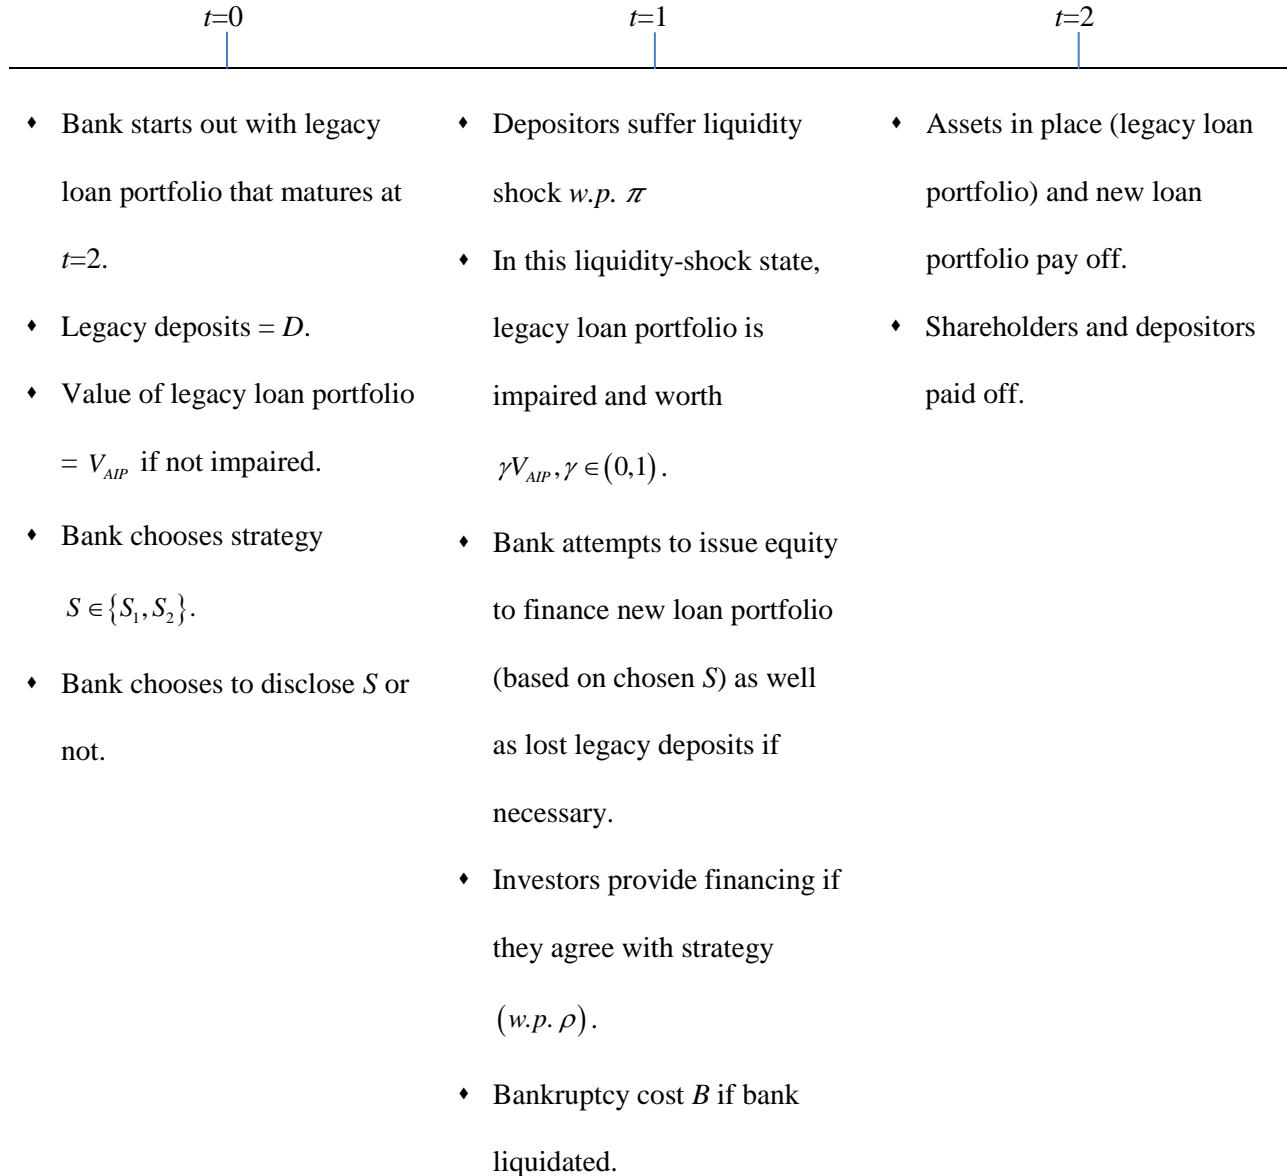 t=0
t=1
t=2
♦ Bank starts out with legacy
loan portfolio that matures at
t=2.
♦ Legacy deposits = D.
♦ Value of legacy loan portfolio
= V_AIP if not impaired.
♦ Bank chooses strategy
S ∈ {S₁, S₂}.
♦ Bank chooses to disclose S or
not.
♦ Depositors suffer liquidity
shock w.p. π
♦ In this liquidity-shock state,
legacy loan portfolio is
impaired and worth
γV_AIP, γ ∈ (0,1).
♦ Bank attempts to issue equity
to finance new loan portfolio
(based on chosen S) as well
as lost legacy deposits if
necessary.
♦ Investors provide financing if
they agree with strategy
(w.p. ρ).
♦ Bankruptcy cost B if bank
liquidated.
♦ Assets in place (legacy loan
portfolio) and new loan
portfolio pay off.
♦ Shareholders and depositors
paid off.